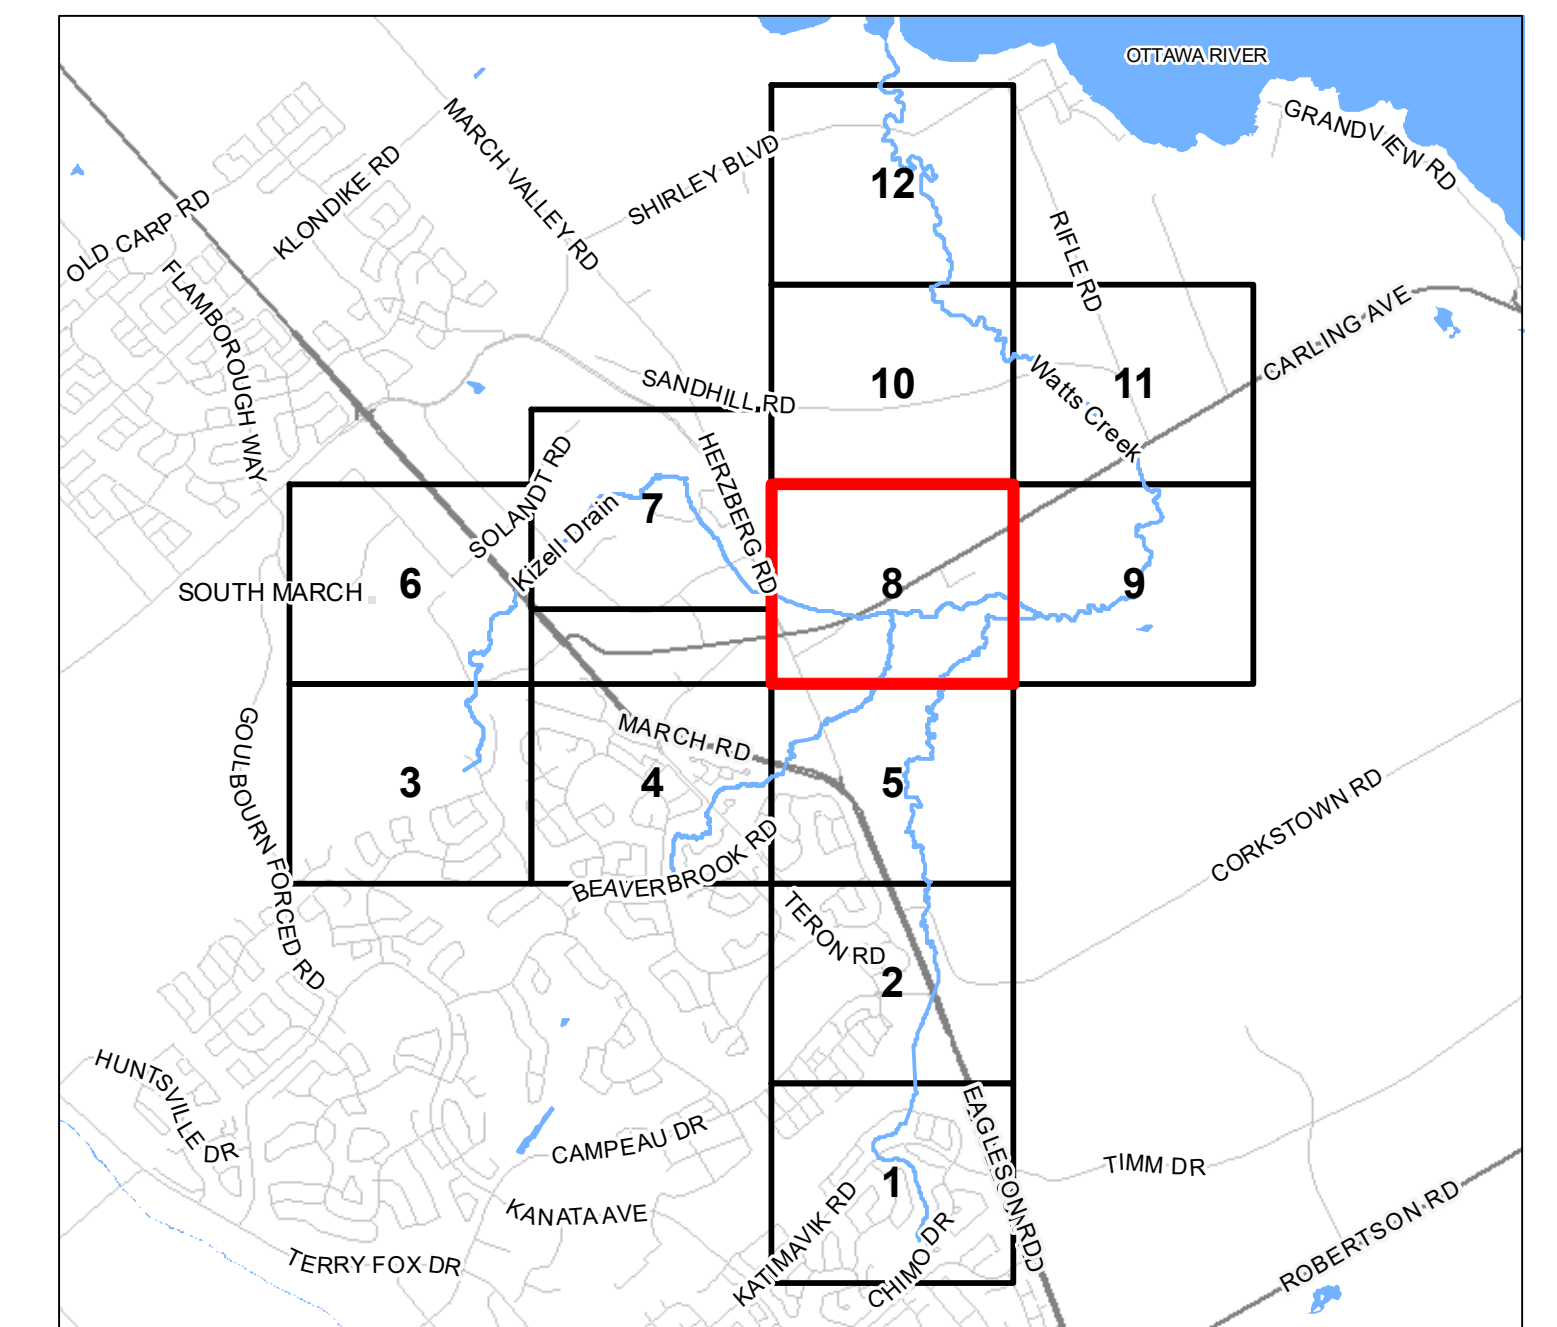 OTTAWA RIVER
GRANDVIEW RD
MARCH VALLEY RD
SHIRLEY BLVD
KLONDIKE RD
12
OLD CARP RD
RIFLE RD
FLAMBOROUGH WAY
CARLING AVE
SANDHILL RD
10
11
Watts Creek
HERZBERG RD
SOLANDT RD
7
Kizell Drain
SOUTH MARCH
6
8
9
GOULBOURN FORCED RD
MARCH RD
3
4
5
CORKSTOWN RD
BEAVERBROOK RD
TERON RD
2
HUNTSVILLE DR
CAMPEAU DR
EAGLESON RD
TIMM DR
1
KATIMAVIK RD
KANATA AVE
CHIMO DR
ROBERTSON RD
TERRY FOX DR